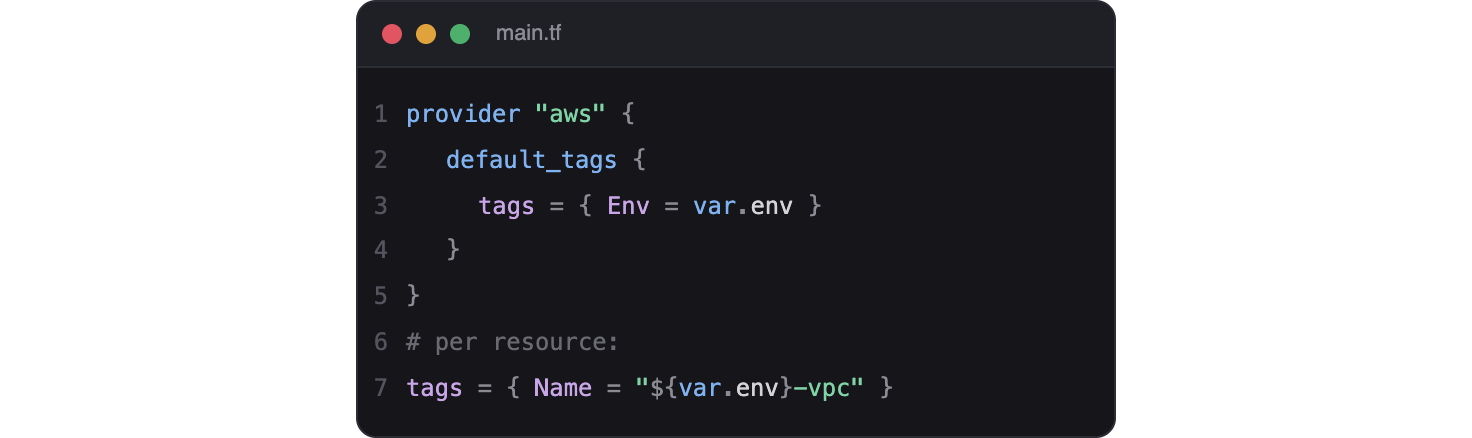 main.tf
1 provider "aws" {
2 default_tags {
3 tags = { Env = var.env }
4 }
5 }
6 # per resource:
7 tags = { Name = "${var.env}-vpc" }